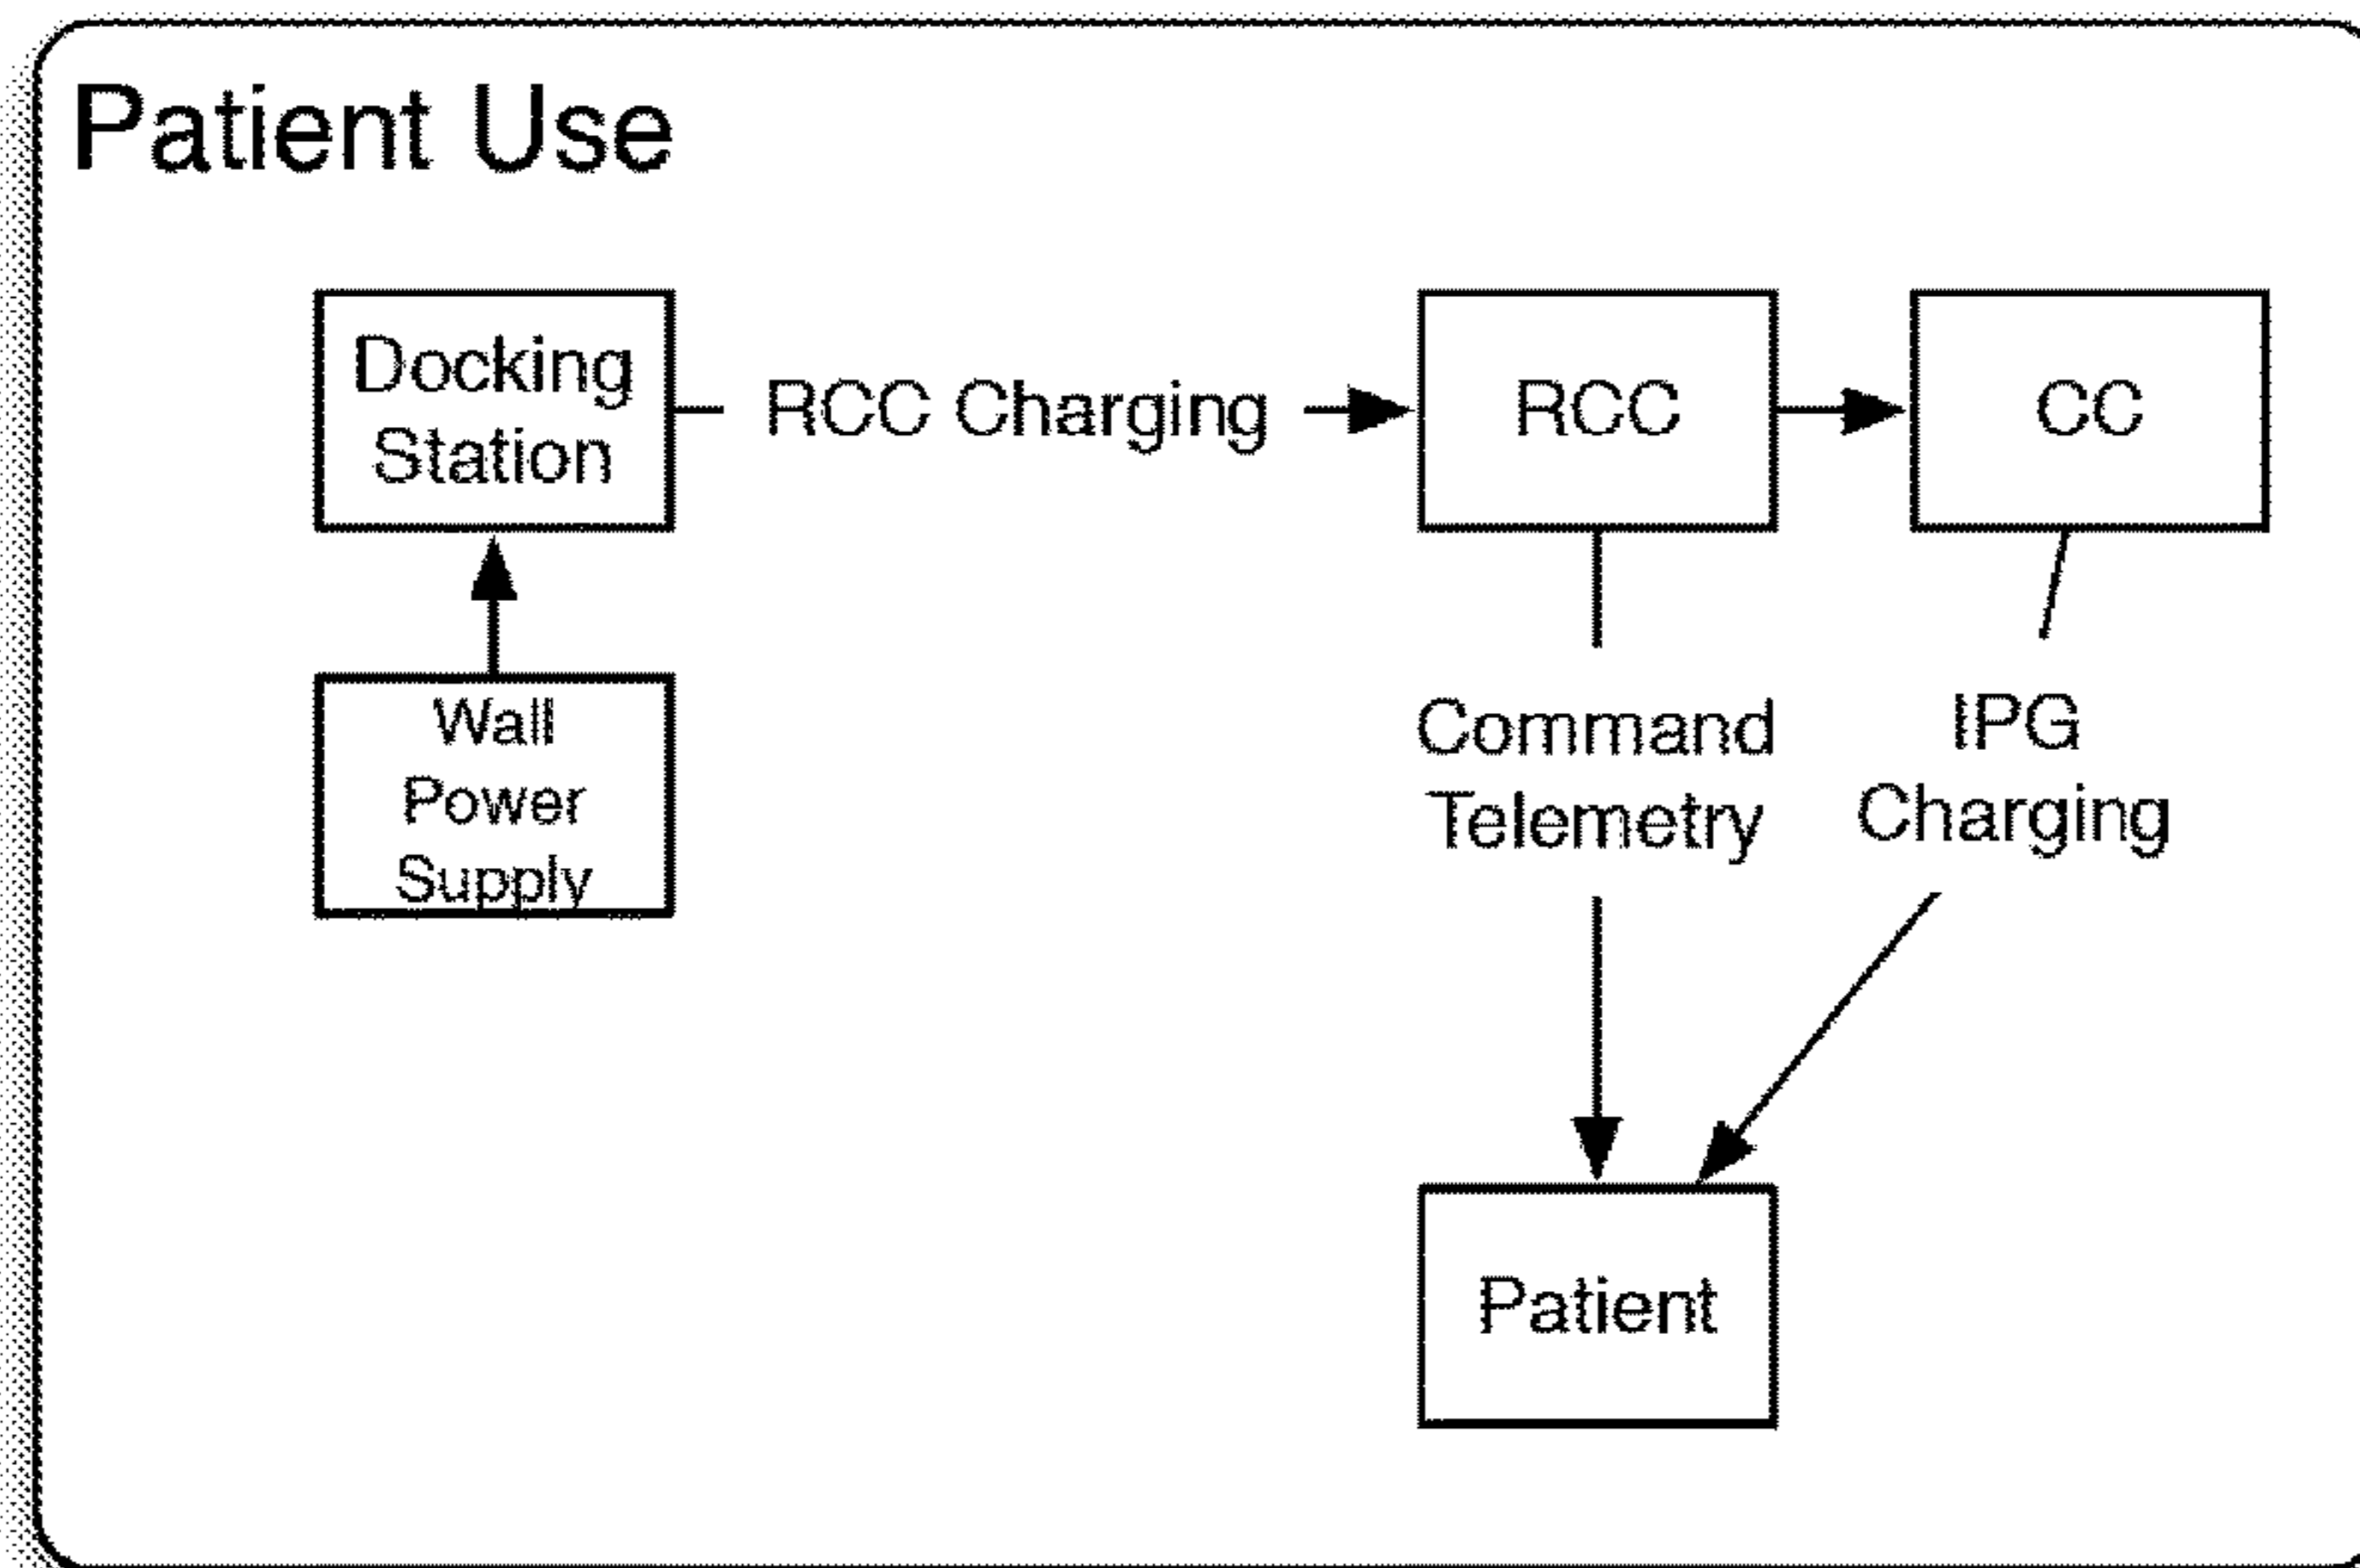 Patient Use
Docking
Station
RCC Charging
RCC
CC
Wall
Power
Supply
Command
Telemetry
IPG
Charging
Patient